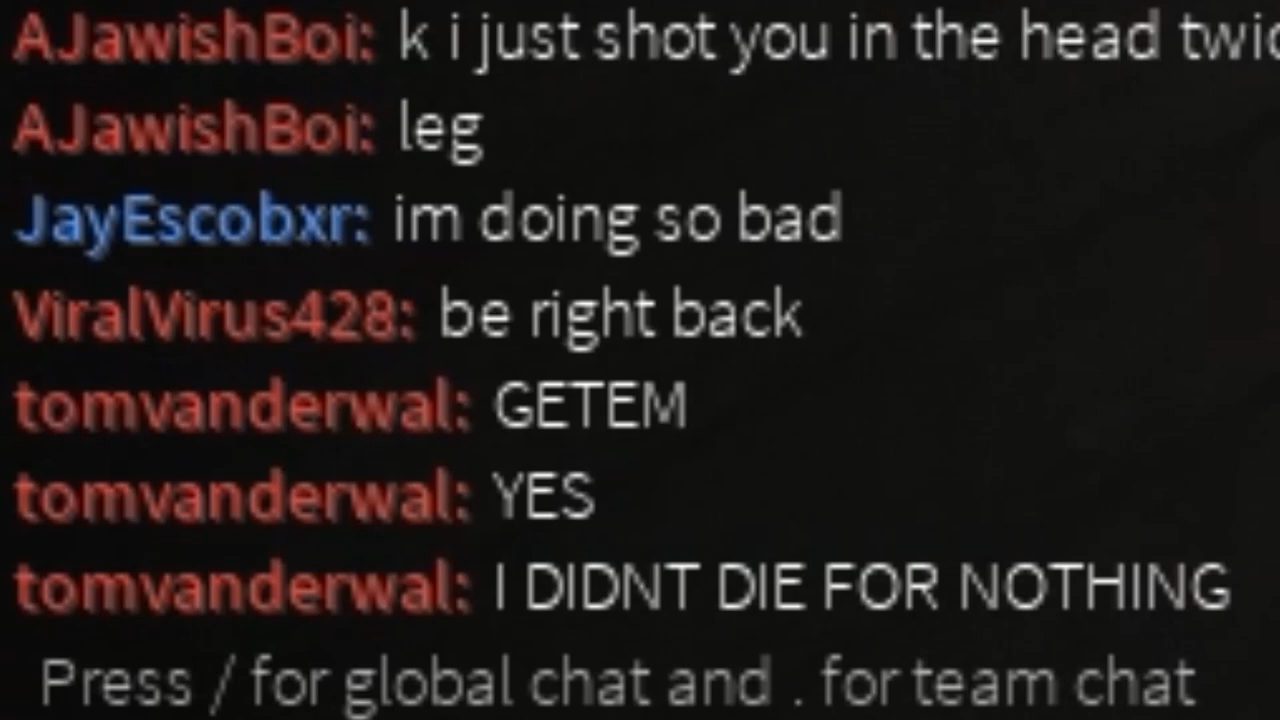 AJawishBoi: k i just shot you in the head
AJawishBoi: leg
JayEscobxr: im doing so bad
ViralVirus428: be right back
tomvanderwal: GETEM
tomvanderwal: YES
tomvanderwal: I DIDNT DIE FOR NOTHING
Press / for global chat and . for team chat